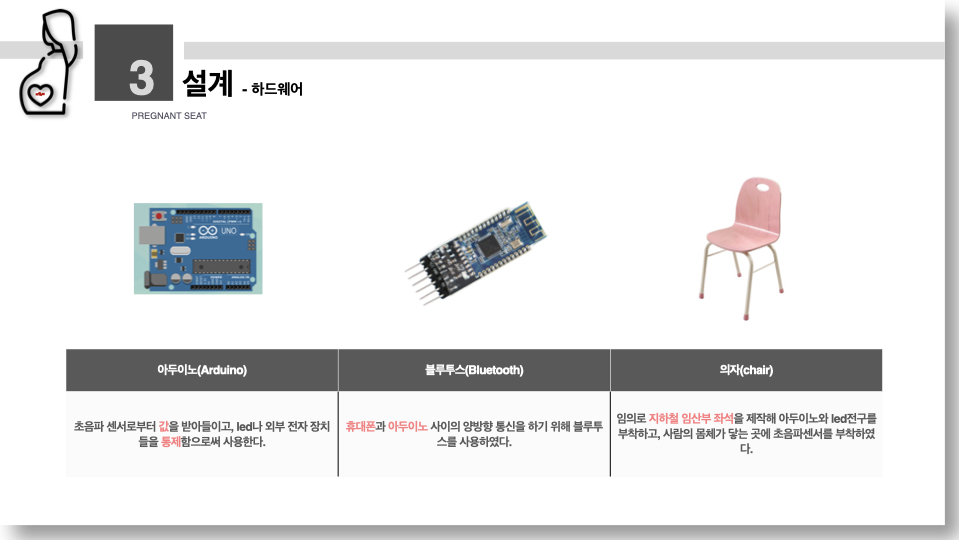 3
설계 - 하드웨어
PREGNANT SEAT
UNO
ARDUINO
아두이노(Arduino)
블루투스(Bluetooth)
의자(chair)
초음파 센서로부터 값을 받아들이고, led나 외부 전자 장치
들을 통제함으로써 사용한다.
휴대폰과 아두이노 사이의 양방향 통신을 하기 위해 블루투
스를 사용하였다.
임의로 지하철 임산부 좌석을 제작해 아두이노와 led전구를
부착하고, 사람의 몸체가 닿는 곳에 초음파센서를 부착하였
다.